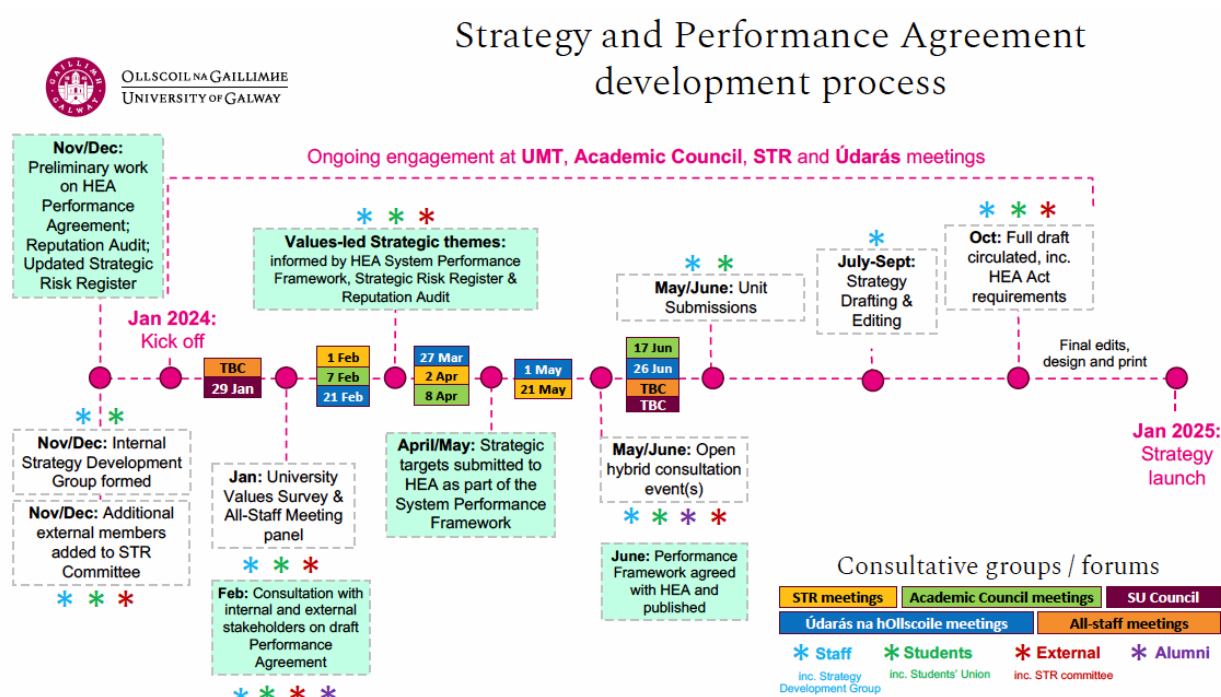 Strategy and Performance Agreement
development process
OLLSCOIL NA GAILLIMHE
UNIVERSITY OF GALWAY
GAILLIMH
GALWAY
Nov/Dec:
Preliminary work
on HEA
Performance
Agreement;
Reputation Audit;
Updated Strategic
Risk Register
Ongoing engagement at UMT, Academic Council, STR and Údarás meetings
* * *
Values-led Strategic themes:
informed by HEA System Performance
Framework, Strategic Risk Register &
Reputation Audit
* *
May/June: Unit
Submissions
*
July-Sept:
Strategy
Drafting &
Editing
* * *
Oct: Full draft
circulated, inc.
HEA Act
requirements
Jan 2024:
Kick off
TBC
29 Jan
1 Feb
7 Feb
21 Feb
27 Mar
2 Apr
8 Apr
1 May
21 May
17 Jun
26 Jun
TBC
TBC
Final edits,
design and print
Jan 2025:
Strategy
launch
* *
Nov/Dec: Internal
Strategy Development
Group formed
Nov/Dec: Additional
external members
added to STR
Committee
* * *
Jan: University
Values Survey &
All-Staff Meeting
panel
* * *
Feb: Consultation with
internal and external
stakeholders on draft
Performance
Agreement
* * * *
April/May: Strategic
targets submitted to
HEA as part of the
System Performance
Framework
May/June: Open
hybrid consultation
event(s)
* * * *
June: Performance
Framework agreed
with HEA and
published
Consultative groups / forums
STR meetings
Academic Council meetings
SU Council
Údarás na hOllscoile meetings
All-staff meetings
* Staff
inc. Strategy
Development Group
* Students
inc. Students' Union
* External
inc. STR committee
* Alumni